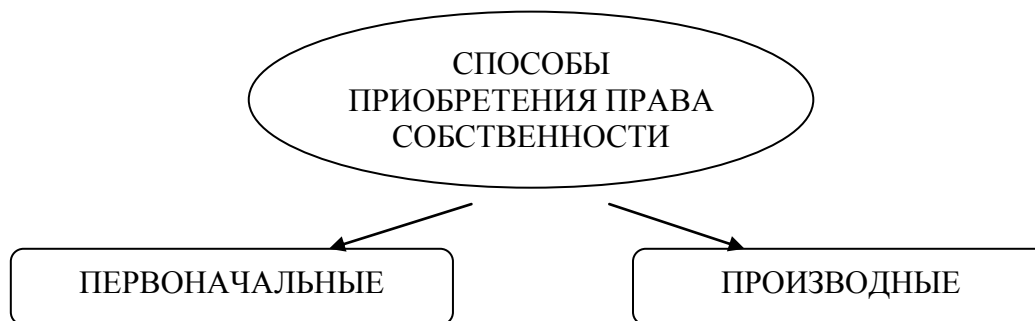 СПОСОБЫ
ПРИОБРЕТЕНИЯ ПРАВА
СОБСТВЕННОСТИ
ПЕРВОНАЧАЛЬНЫЕ
ПРОИЗВОДНЫЕ